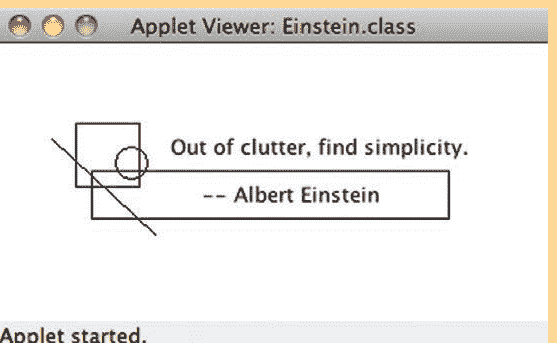 Applet Viewer: Einstein.class
Out of clutter, find simplicity.
-- Albert Einstein
Applet started.